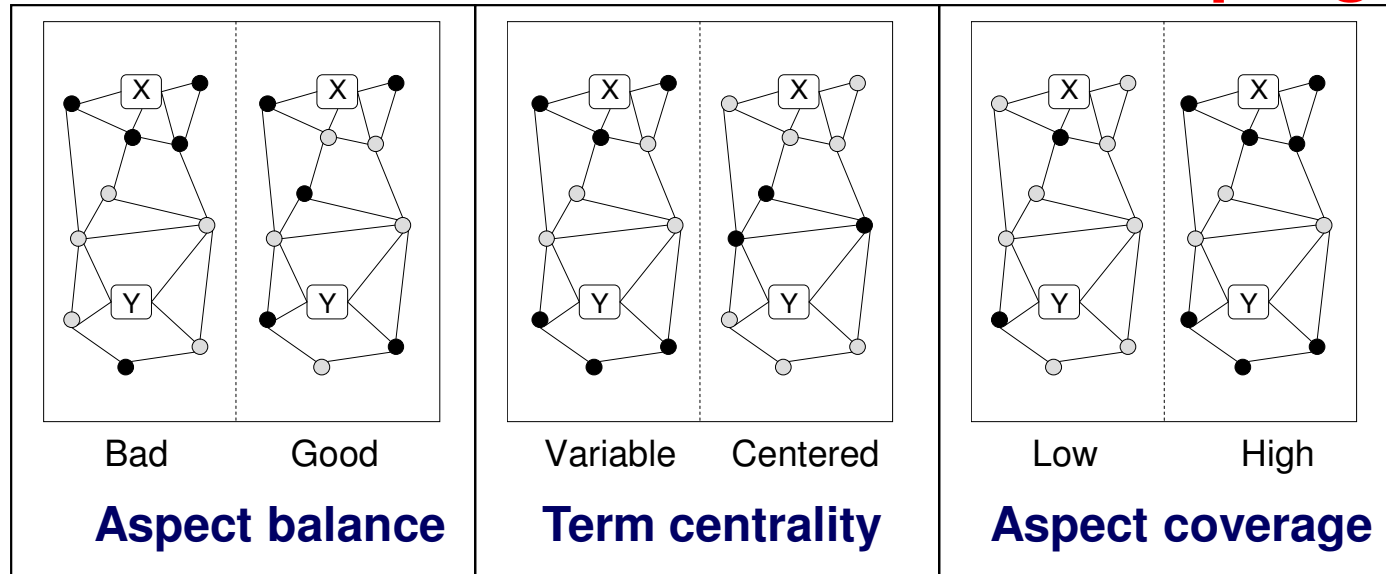 X X X X X X
Y Y Y Y Y Y
Bad Good Variable Centered Low High
Aspect balance Term centrality Aspect coverage